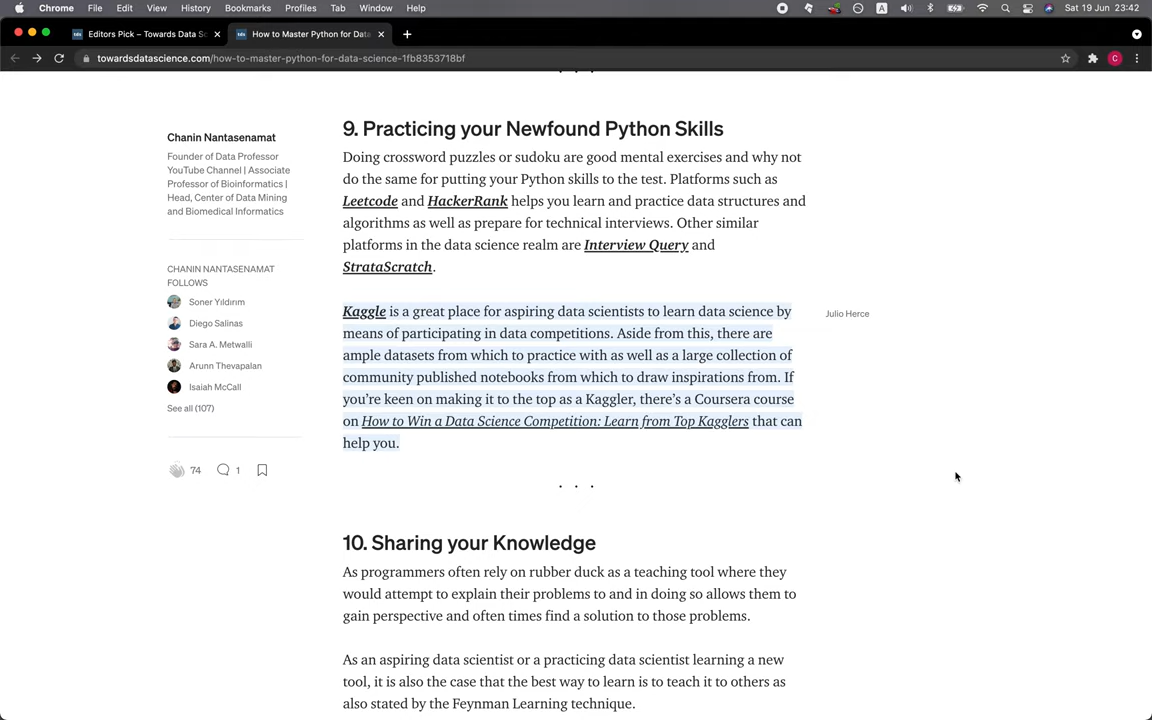 Chrome File Edit View History Bookmarks Profiles Tab Window Help A Sat 19 Jun 23:42
tds Editors Pick – Towards Data Sc × tds How to Master Python for Data × +
towardsdatascience.com/how-to-master-python-for-data-science-1fb8353718bf C
Chanin Nantasenamat
Founder of Data Professor
YouTube Channel | Associate
Professor of Bioinformatics |
Head, Center of Data Mining
and Biomedical Informatics
CHANIN NANTASENAMAT
FOLLOWS
Soner Yıldırım
Diego Salinas
Sara A. Metwalli
Arunn Thevapalan
Isaiah McCall
See all (107)
74 1
9. Practicing your Newfound Python Skills
Doing crossword puzzles or sudoku are good mental exercises and why not
do the same for putting your Python skills to the test. Platforms such as
Leetcode and HackerRank helps you learn and practice data structures and
algorithms as well as prepare for technical interviews. Other similar
platforms in the data science realm are Interview Query and
StrataScratch.
Kaggle is a great place for aspiring data scientists to learn data science by
means of participating in data competitions. Aside from this, there are
ample datasets from which to practice with as well as a large collection of
community published notebooks from which to draw inspirations from. If
you're keen on making it to the top as a Kaggler, there's a Coursera course
on How to Win a Data Science Competition: Learn from Top Kagglers that can
help you.
Julio Herce
. . .
10. Sharing your Knowledge
As programmers often rely on rubber duck as a teaching tool where they
would attempt to explain their problems to and in doing so allows them to
gain perspective and often times find a solution to those problems.
As an aspiring data scientist or a practicing data scientist learning a new
tool, it is also the case that the best way to learn is to teach it to others as
also stated by the Feynman Learning technique.